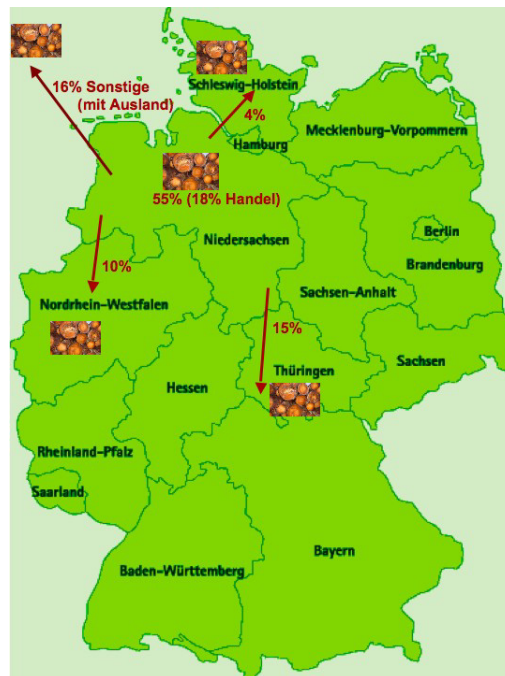 16% Sonstige
(mit Ausland)
Schleswig-Holstein
4%
Mecklenburg-Vorpommern
Hamburg
55% (18% Handel)
Niedersachsen
Berlin
Brandenburg
10%
Sachsen-Anhalt
Nordrhein-Westfalen
15%
Sachsen
Thüringen
Hessen
Rheinland-Pfalz
Saarland
Bayern
Baden-Württemberg